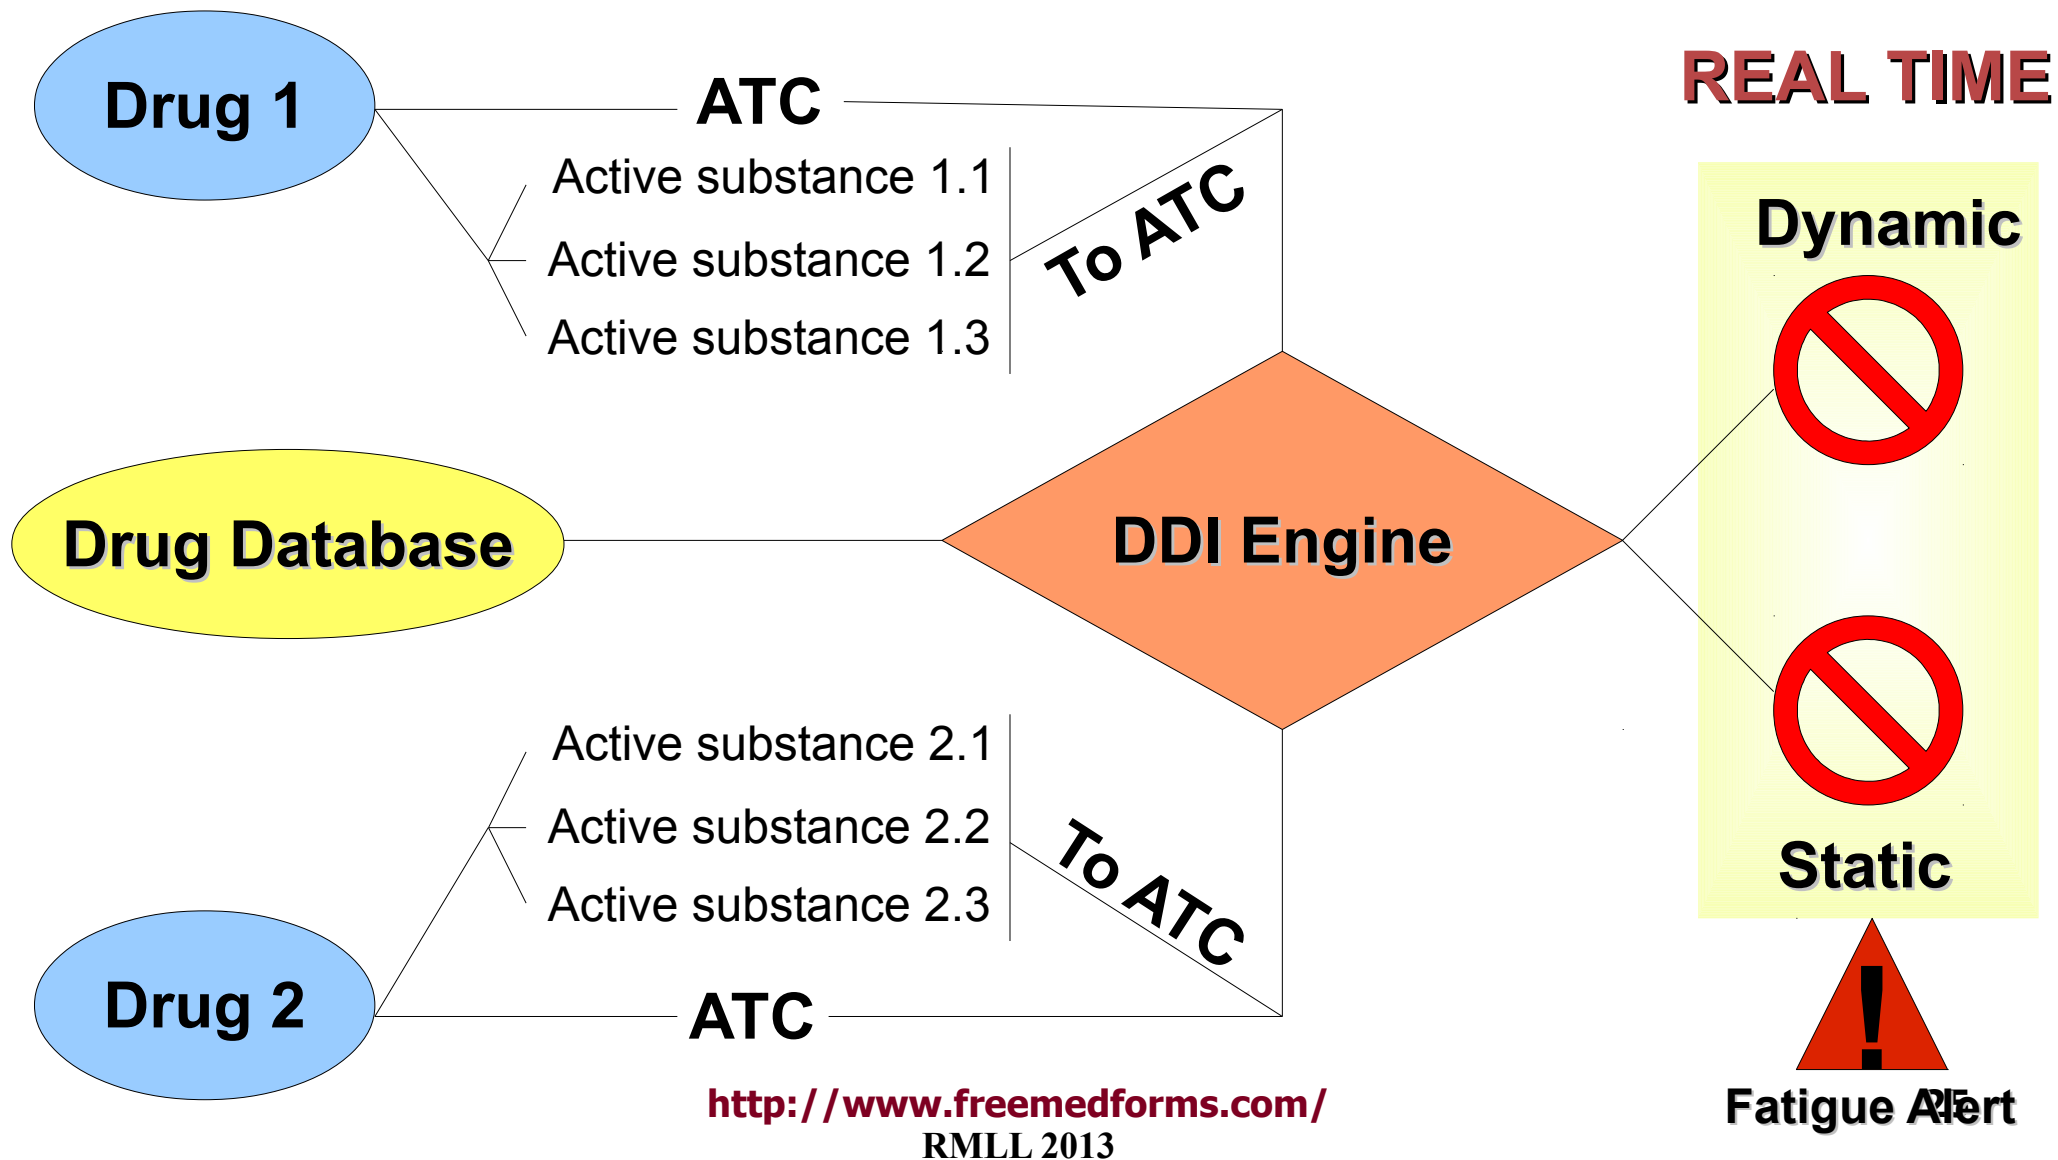 Drug 1
ATC
REAL TIME
Active substance 1.1
Active substance 1.2
Active substance 1.3
To ATC
Dynamic
Drug Database
DDI Engine
Active substance 2.1
Active substance 2.2
Active substance 2.3
To ATC
Static
Drug 2
ATC
!
http://www.freemedforms.com/
Fatigue Alert
25
RMLL 2013